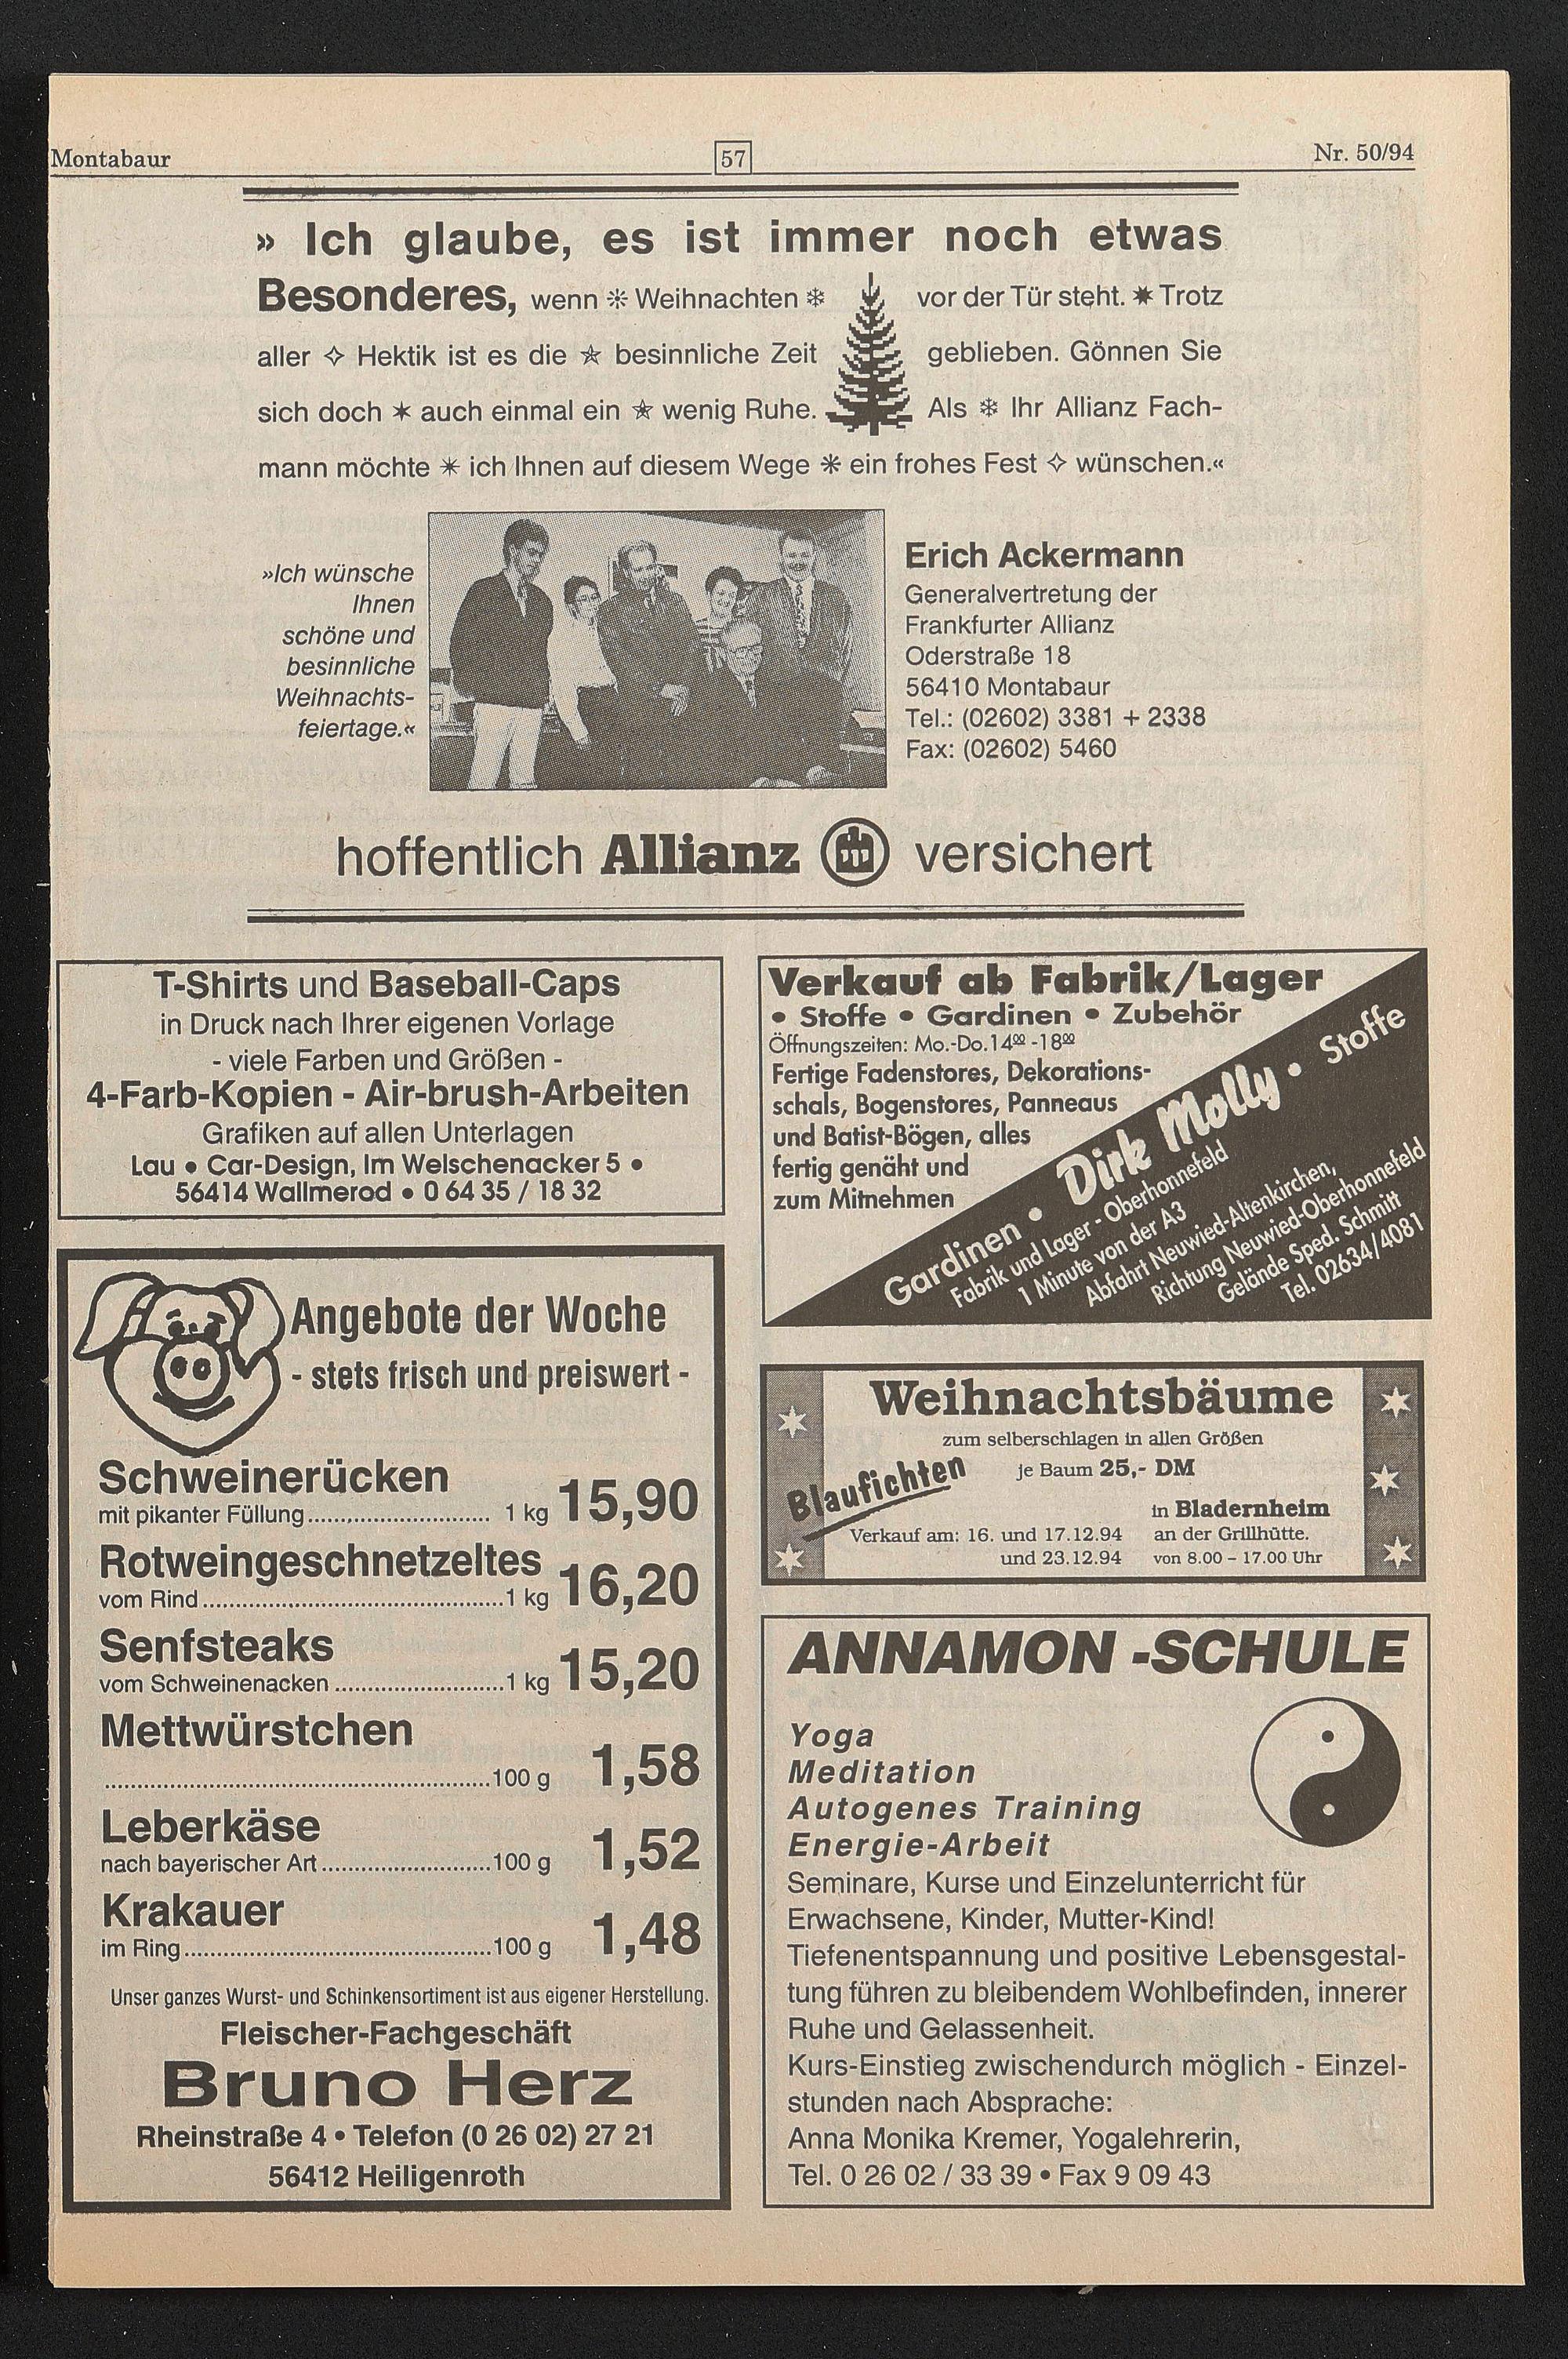 Montabaur
57
Nr. 50/94
» Ich glaube, es ist immer noch etwas
Besonderes, wenn ❊ Weihnachten ❄ vor der Tür steht. ✷ Trotz
aller ✧ Hektik ist es die ✯ besinnliche Zeit geblieben. Gönnen Sie
sich doch ✶ auch einmal ein ✯ wenig Ruhe. Als ❄ Ihr Allianz Fach-
mann möchte ✴ ich Ihnen auf diesem Wege ✻ ein frohes Fest ✧ wünschen.«
»Ich wünsche
Ihnen
schöne und
besinnliche
Weihnachts-
feiertage.«
Erich Ackermann
Generalvertretung der
Frankfurter Allianz
Oderstraße 18
56410 Montabaur
Tel.: (02602) 3381 + 2338
Fax: (02602) 5460
hoffentlich Allianz versichert
T-Shirts und Baseball-Caps
in Druck nach Ihrer eigenen Vorlage
- viele Farben und Größen -
4-Farb-Kopien - Air-brush-Arbeiten
Grafiken auf allen Unterlagen
Lau • Car-Design, Im Welschenacker 5 •
56414 Wallmerod • 0 64 35 / 18 32
Angebote der Woche
- stets frisch und preiswert -
Schweinerücken
mit pikanter Füllung............................ 1 kg 15,90
Rotweingeschnetzeltes
vom Rind..............................................1 kg 16,20
Senfsteaks
vom Schweinenacken..........................1 kg 15,20
Mettwürstchen
...........................................................100 g 1,58
Leberkäse
nach bayerischer Art..........................100 g 1,52
Krakauer
im Ring...............................................100 g 1,48
Unser ganzes Wurst- und Schinkensortiment ist aus eigener Herstellung.
Fleischer-Fachgeschäft
Bruno Herz
Rheinstraße 4 • Telefon (0 26 02) 27 21
56412 Heiligenroth
Verkauf ab Fabrik/Lager
• Stoffe • Gardinen • Zubehör
Öffnungszeiten: Mo.-Do.14⁰⁰ -18⁰⁰
Fertige Fadenstores, Dekorations-
schals, Bogenstores, Panneaus
und Batist-Bögen, alles
fertig genäht und
zum Mitnehmen
Gardinen • Dirk Molly • Stoffe
Fabrik und Lager - Oberhonnefeld
1 Minute von der A3
Abfahrt Neuwied-Altenkirchen,
Richtung Neuwied-Oberhonnefeld
Gelände Sped. Schmitt
Tel. 02634/4081
Weihnachtsbäume
zum selberschlagen in allen Größen
Blaufichten
je Baum 25,- DM
in Bladernheim
Verkauf am: 16. und 17.12.94 an der Grillhütte.
und 23.12.94 von 8.00 – 17.00 Uhr
ANNAMON -SCHULE
Yoga
Meditation
Autogenes Training
Energie-Arbeit
Seminare, Kurse und Einzelunterricht für
Erwachsene, Kinder, Mutter-Kind!
Tiefenentspannung und positive Lebensgestal-
tung führen zu bleibendem Wohlbefinden, innerer
Ruhe und Gelassenheit.
Kurs-Einstieg zwischendurch möglich - Einzel-
stunden nach Absprache:
Anna Monika Kremer, Yogalehrerin,
Tel. 0 26 02 / 33 39 • Fax 9 09 43